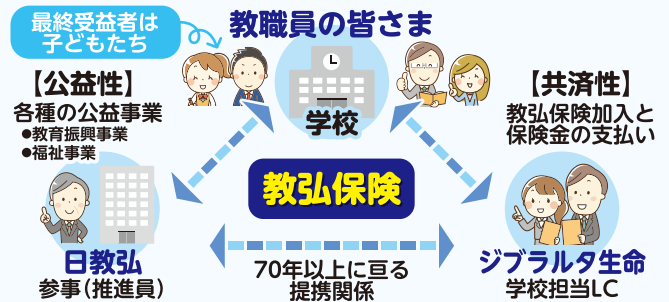 最終受益者は
子どもたち
教職員の皆さま
【公益性】
各種の公益事業
●教育振興事業
●福祉事業
学校
【共済性】
教弘保険加入と
保険金の支払い
教弘保険
日教弘
参事（推進員）
70年以上に亘る
提携関係
ジブラルタ生命
学校担当LC